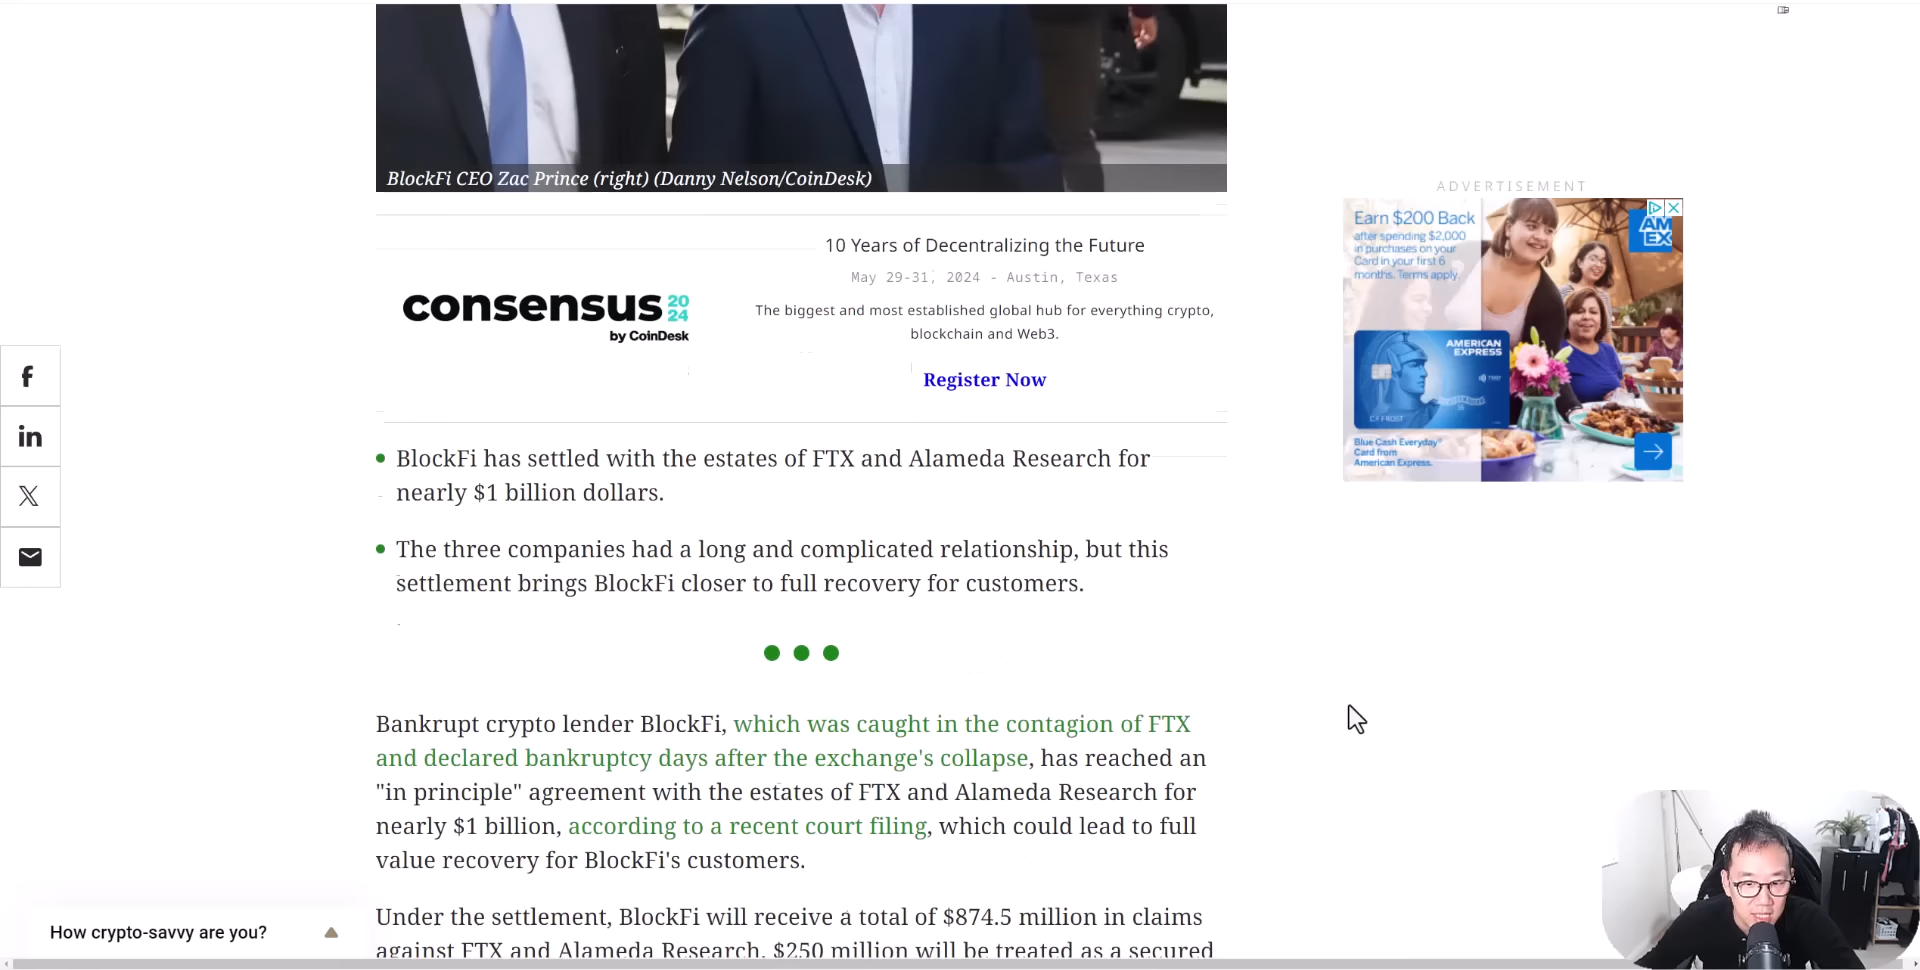 BlockFi CEO Zac Prince (right) (Danny Nelson/CoinDesk)
10 Years of Decentralizing the Future
May 29-31, 2024 - Austin, Texas
consensus 20
24
by CoinDesk
The biggest and most established global hub for everything crypto,
blockchain and Web3.
Register Now
BlockFi has settled with the estates of FTX and Alameda Research for
nearly $1 billion dollars.
The three companies had a long and complicated relationship, but this
settlement brings BlockFi closer to full recovery for customers.
Bankrupt crypto lender BlockFi, which was caught in the contagion of FTX
and declared bankruptcy days after the exchange's collapse, has reached an
"in principle" agreement with the estates of FTX and Alameda Research for
nearly $1 billion, according to a recent court filing, which could lead to full
value recovery for BlockFi's customers.
Under the settlement, BlockFi will receive a total of $874.5 million in claims
against FTX and Alameda Research. $250 million will be treated as a secured
ADVERTISEMENT
Earn $200 Back
after spending $2,000
in purchases on your
Card in your first 6
months. Terms apply.
AM
EX
AMERICAN
EXPRESS
C F FROST
Blue Cash Everyday®
Card from
American Express.
f
in
X
How crypto-savvy are you?